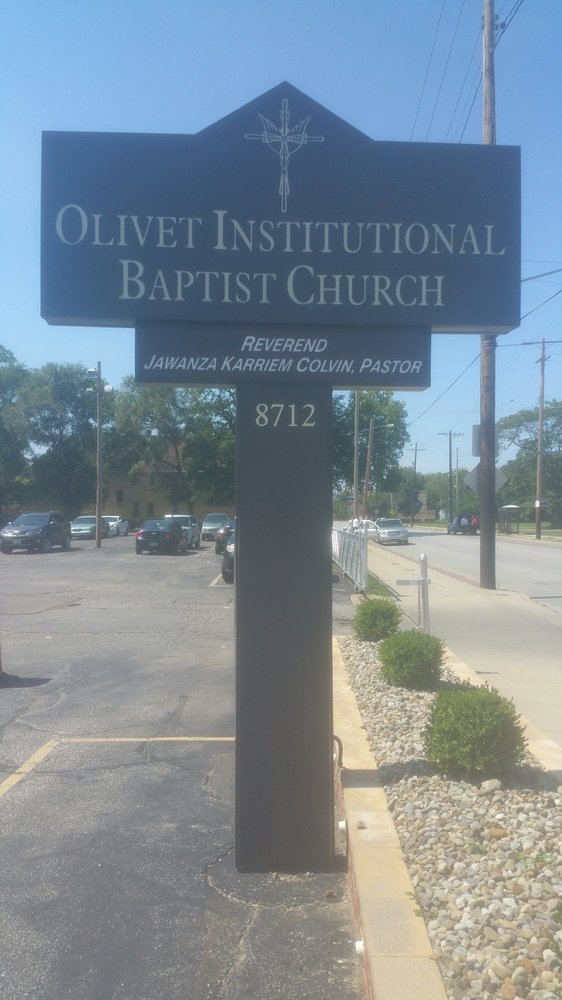 Olivet Institutional
Baptist Church
Reverend
Jawanza Karriem Colvin, Pastor
8712